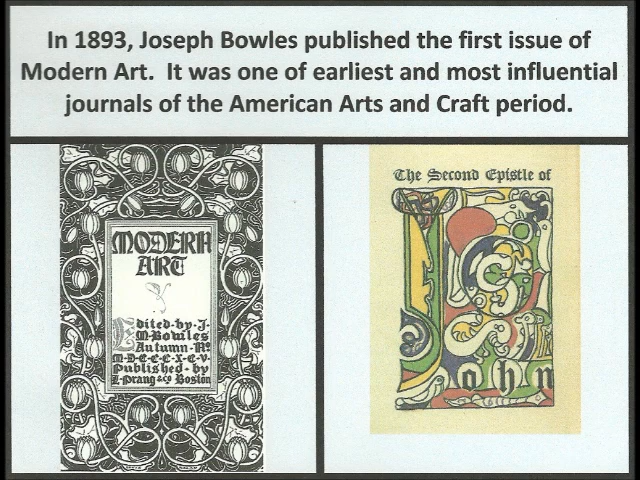 In 1893, Joseph Bowles published the first issue of
Modern Art. It was one of earliest and most influential
journals of the American Arts and Craft period.
MODERN
ART
Edited·by·J·
M·Bowles
Autumn·
M·D·C·C·C·X·C·V·
Published·by
L·Prang & Co Boston
The Second Epistle of
John